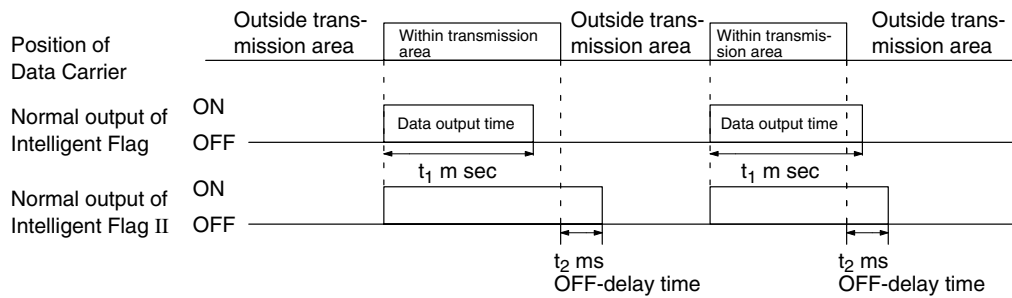 Outside trans-
mission area
Within transmission
area
Outside trans-
mission area
Within transmis-
sion area
Outside trans-
mission area
Position of
Data Carrier
Normal output of
Intelligent Flag
ON
OFF
Data output time
Data output time
t1 m sec
t1 m sec
Normal output of
Intelligent Flag II
ON
OFF
t2 ms
OFF-delay time
t2 ms
OFF-delay time